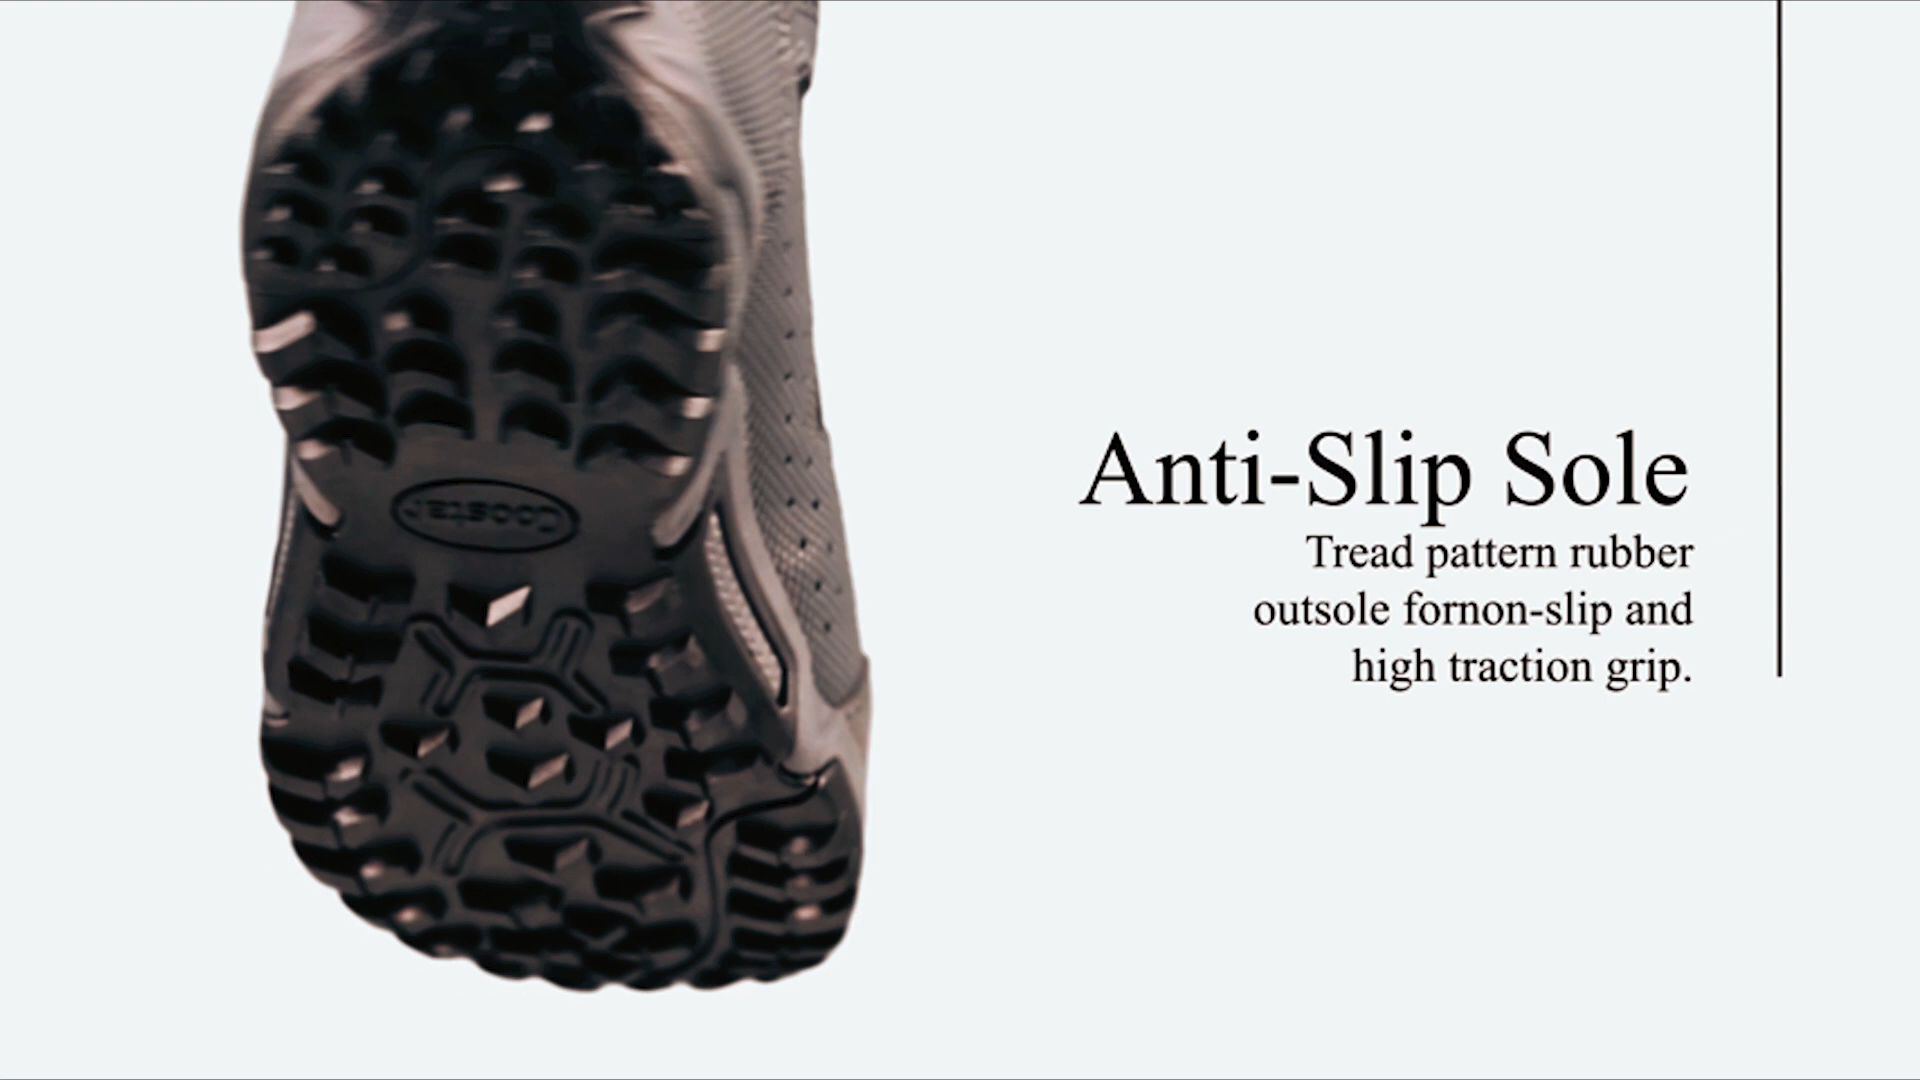 Anti-Slip Sole
Tread pattern rubber
outsole fornon-slip and
high traction grip.